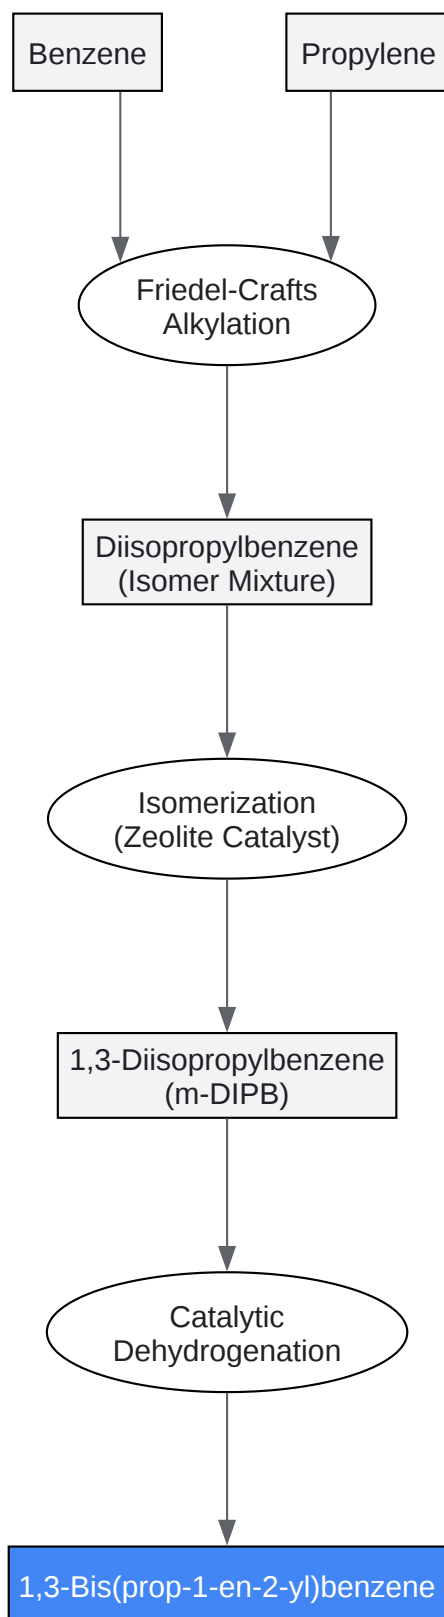 Benzene
Propylene
Friedel-Crafts
Alkylation
Diisopropylbenzene
(Isomer Mixture)
Isomerization
(Zeolite Catalyst)
1,3-Diisopropylbenzene
(m-DIPB)
Catalytic
Dehydrogenation
1,3-Bis(prop-1-en-2-yl)benzene